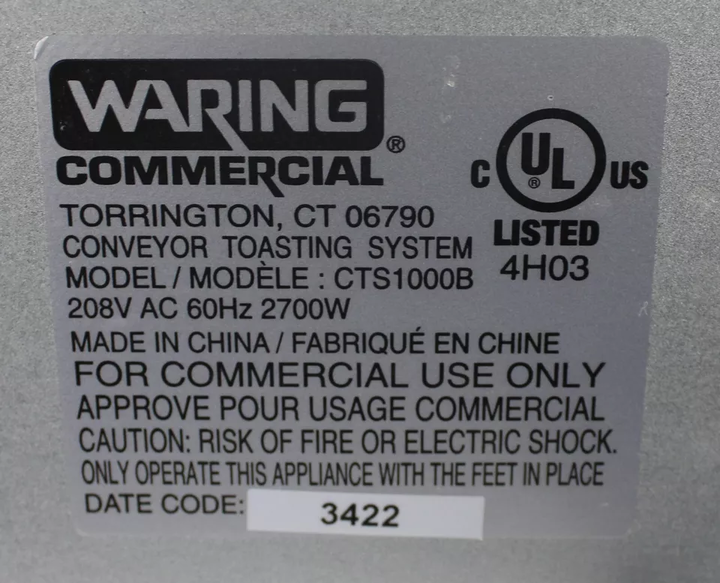 WARING
COMMERCIAL®
C UL® US
LISTED
4H03
TORRINGTON, CT 06790
CONVEYOR TOASTING SYSTEM
MODEL / MODÈLE : CTS1000B
208V AC 60Hz 2700W
MADE IN CHINA / FABRIQUÉ EN CHINE
FOR COMMERCIAL USE ONLY
APPROVE POUR USAGE COMMERCIAL
CAUTION: RISK OF FIRE OR ELECTRIC SHOCK.
ONLY OPERATE THIS APPLIANCE WITH THE FEET IN PLACE
DATE CODE: 3422